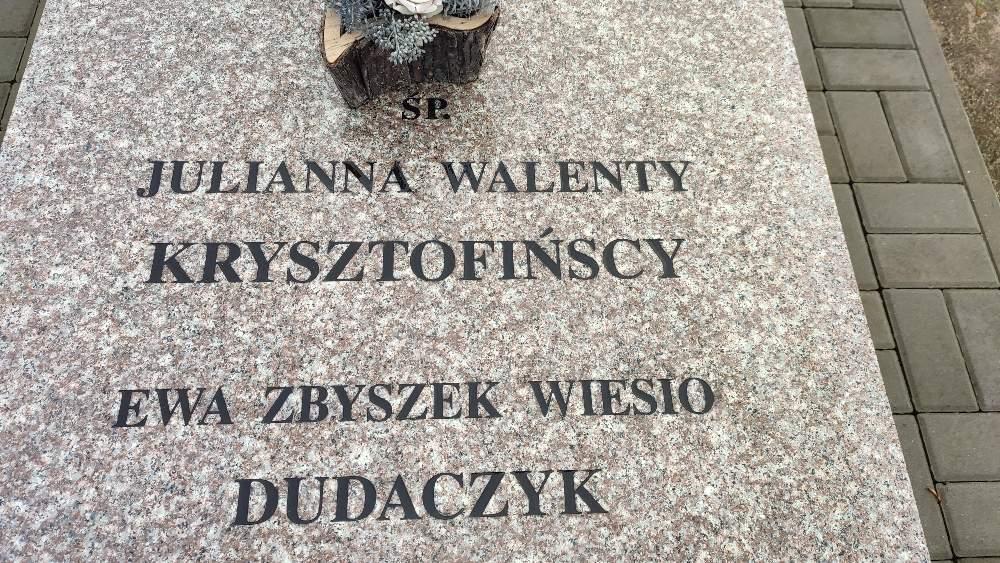 ŚP.
JULIANNA WALENTY
KRYSZTOFIŃSCY
EWA ZBYSZEK WIESIO
DUDACZYK